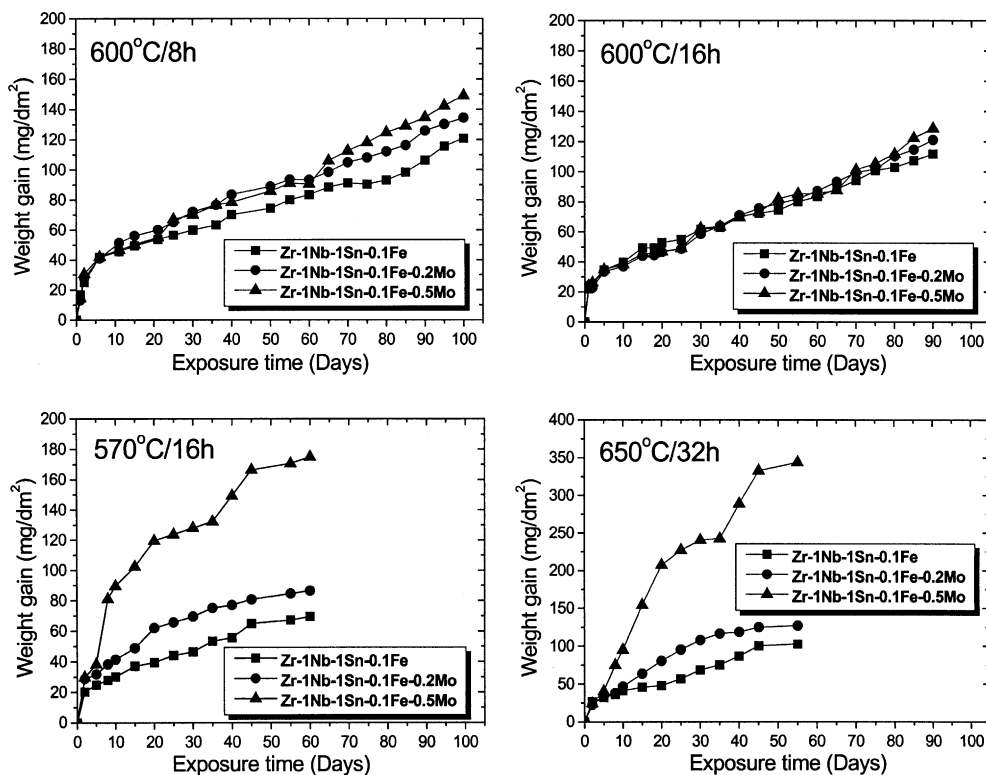 600°C/8h
Weight gain (mg/dm²)
200
180
160
140
120
100
80
60
40
20
0
Zr-1Nb-1Sn-0.1Fe
Zr-1Nb-1Sn-0.1Fe-0.2Mo
Zr-1Nb-1Sn-0.1Fe-0.5Mo
0 10 20 30 40 50 60 70 80 90 100
Exposure time (Days)
600°C/16h
Weight gain (mg/dm²)
200
180
160
140
120
100
80
60
40
20
0
Zr-1Nb-1Sn-0.1Fe
Zr-1Nb-1Sn-0.1Fe-0.2Mo
Zr-1Nb-1Sn-0.1Fe-0.5Mo
0 10 20 30 40 50 60 70 80 90 100
Exposure time (Days)
570°C/16h
Weight gain (mg/dm²)
200
180
160
140
120
100
80
60
40
20
0
Zr-1Nb-1Sn-0.1Fe
Zr-1Nb-1Sn-0.1Fe-0.2Mo
Zr-1Nb-1Sn-0.1Fe-0.5Mo
0 10 20 30 40 50 60 70 80 90 100
Exposure time (Days)
650°C/32h
Weight gain (mg/dm²)
400
350
300
250
200
150
100
50
0
Zr-1Nb-1Sn-0.1Fe
Zr-1Nb-1Sn-0.1Fe-0.2Mo
Zr-1Nb-1Sn-0.1Fe-0.5Mo
0 10 20 30 40 50 60 70 80 90 100
Exposure time (Days)